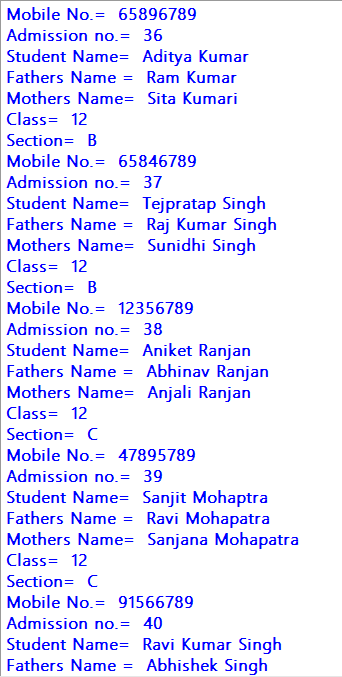 Mobile No.=  65896789
Admission no.=  36
Student Name=  Aditya Kumar
Fathers Name =  Ram Kumar
Mothers Name=  Sita Kumari
Class=  12
Section=  B
Mobile No.=  65846789
Admission no.=  37
Student Name=  Tejpratap Singh
Fathers Name =  Raj Kumar Singh
Mothers Name=  Sunidhi Singh
Class=  12
Section=  B
Mobile No.=  12356789
Admission no.=  38
Student Name=  Aniket Ranjan
Fathers Name =  Abhinav Ranjan
Mothers Name=  Anjali Ranjan
Class=  12
Section=  C
Mobile No.=  47895789
Admission no.=  39
Student Name=  Sanjit Mohaptra
Fathers Name =  Ravi Mohapatra
Mothers Name=  Sanjana Mohapatra
Class=  12
Section=  C
Mobile No.=  91566789
Admission no.=  40
Student Name=  Ravi Kumar Singh
Fathers Name =  Abhishek Singh